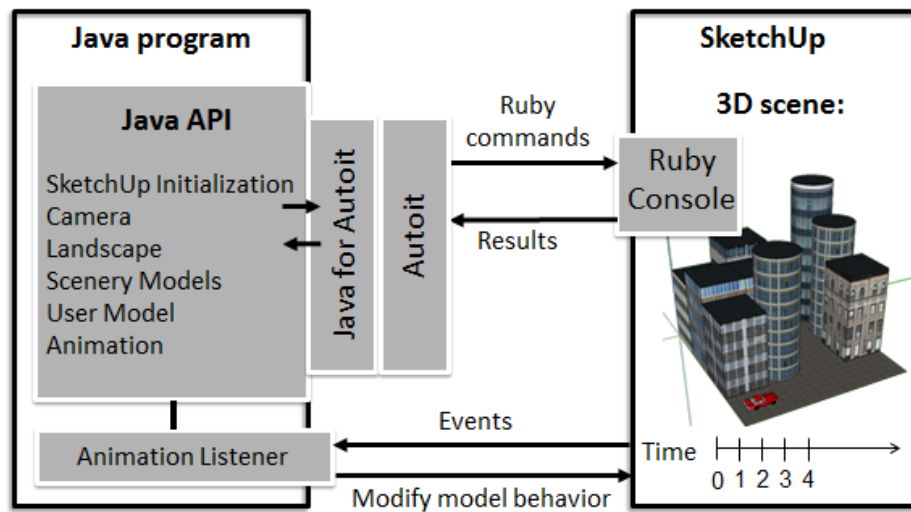 Java program
Java API
SketchUp Initialization
Camera
Landscape
Scenery Models
User Model
Animation
Java for Autoit
Autoit
Ruby
commands
Results
SketchUp
3D scene:
Ruby
Console
Animation Listener
Events
Modify model behavior
Time
0 1 2 3 4